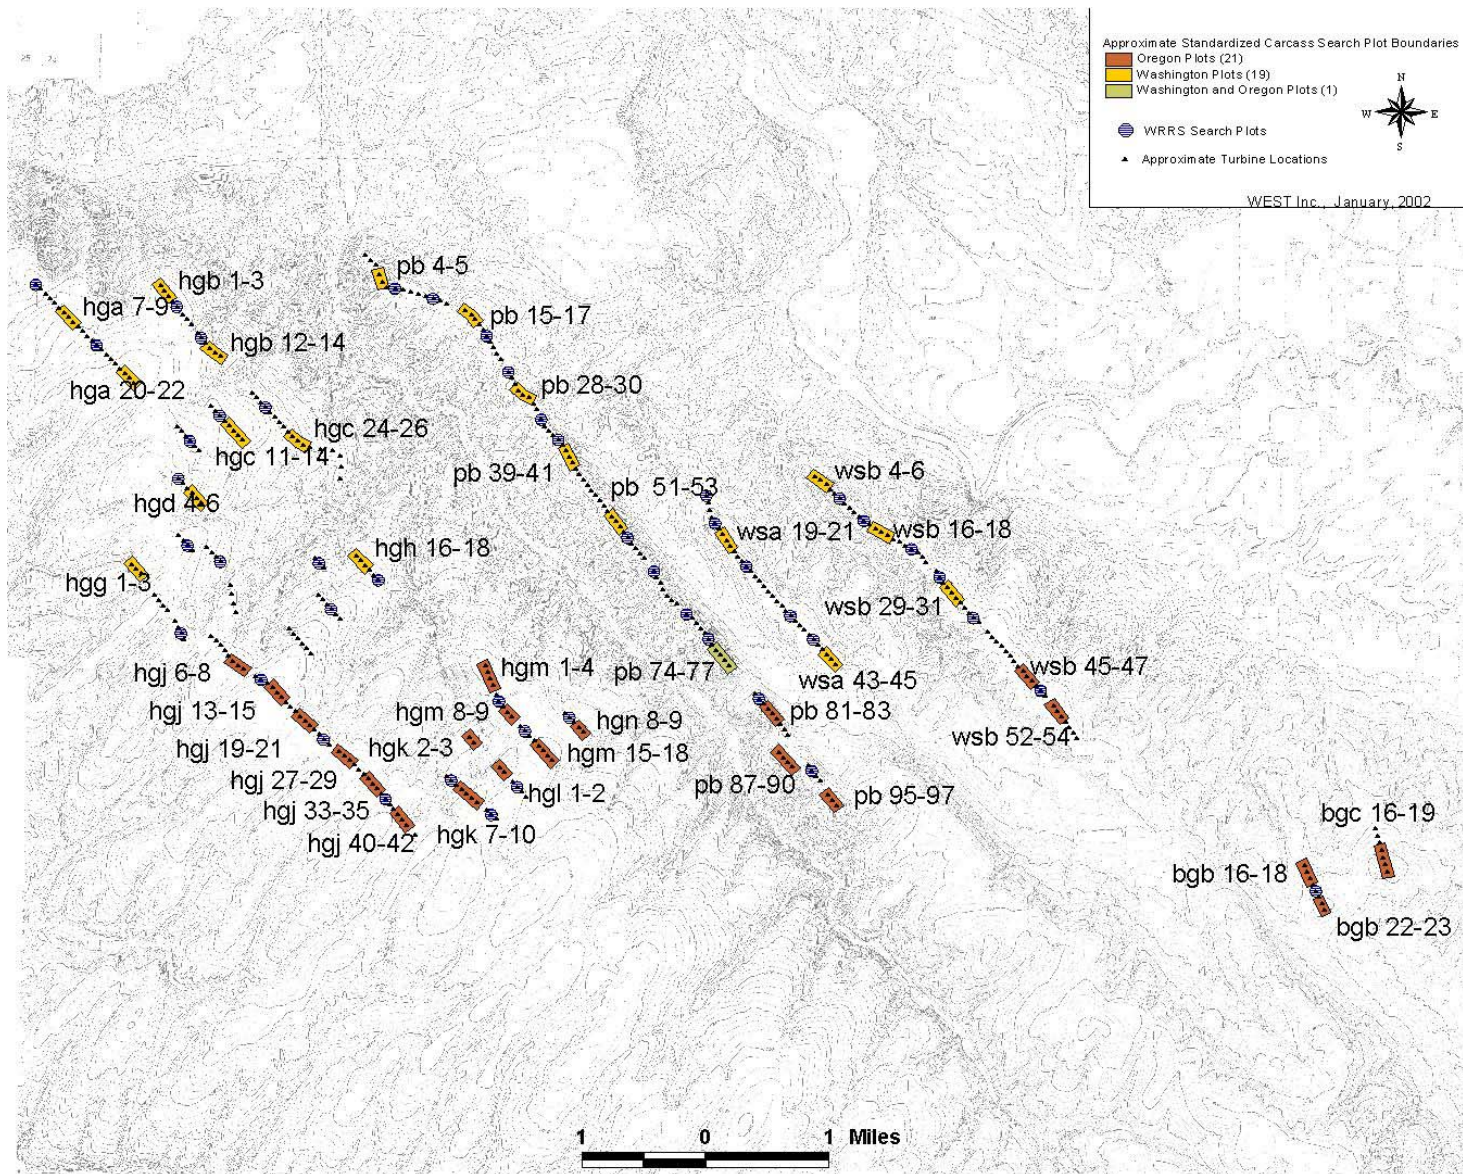 Approximate Standardized Carcass Search Plot Boundaries
Oregon Plots (21)
Washington Plots (19)
Washington and Oregon Plots (1)
N
W E
S
WRRS Search Plots
Approximate Turbine Locations
WEST Inc., January, 2002
pb 4-5
hgb 1-3
hga 7-9
pb 15-17
hgb 12-14
hga 20-22
pb 28-30
hgc 24-26
hgc 11-14
pb 39-41
hgd 4-6
pb 51-53
wsb 4-6
wsa 19-21
wsb 16-18
hgh 16-18
hgg 1-3
wsb 29-31
hgj 6-8
hgm 1-4
pb 74-77
wsa 43-45
wsb 45-47
hgj 13-15
hgm 8-9
hgn 8-9
pb 81-83
wsb 52-54
hgj 19-21
hgk 2-3
hgm 15-18
hgj 27-29
pb 87-90
hgl 1-2
pb 95-97
hgj 33-35
hgj 40-42
hgk 7-10
bgc 16-19
bgb 16-18
bgb 22-23
1 0 1 Miles